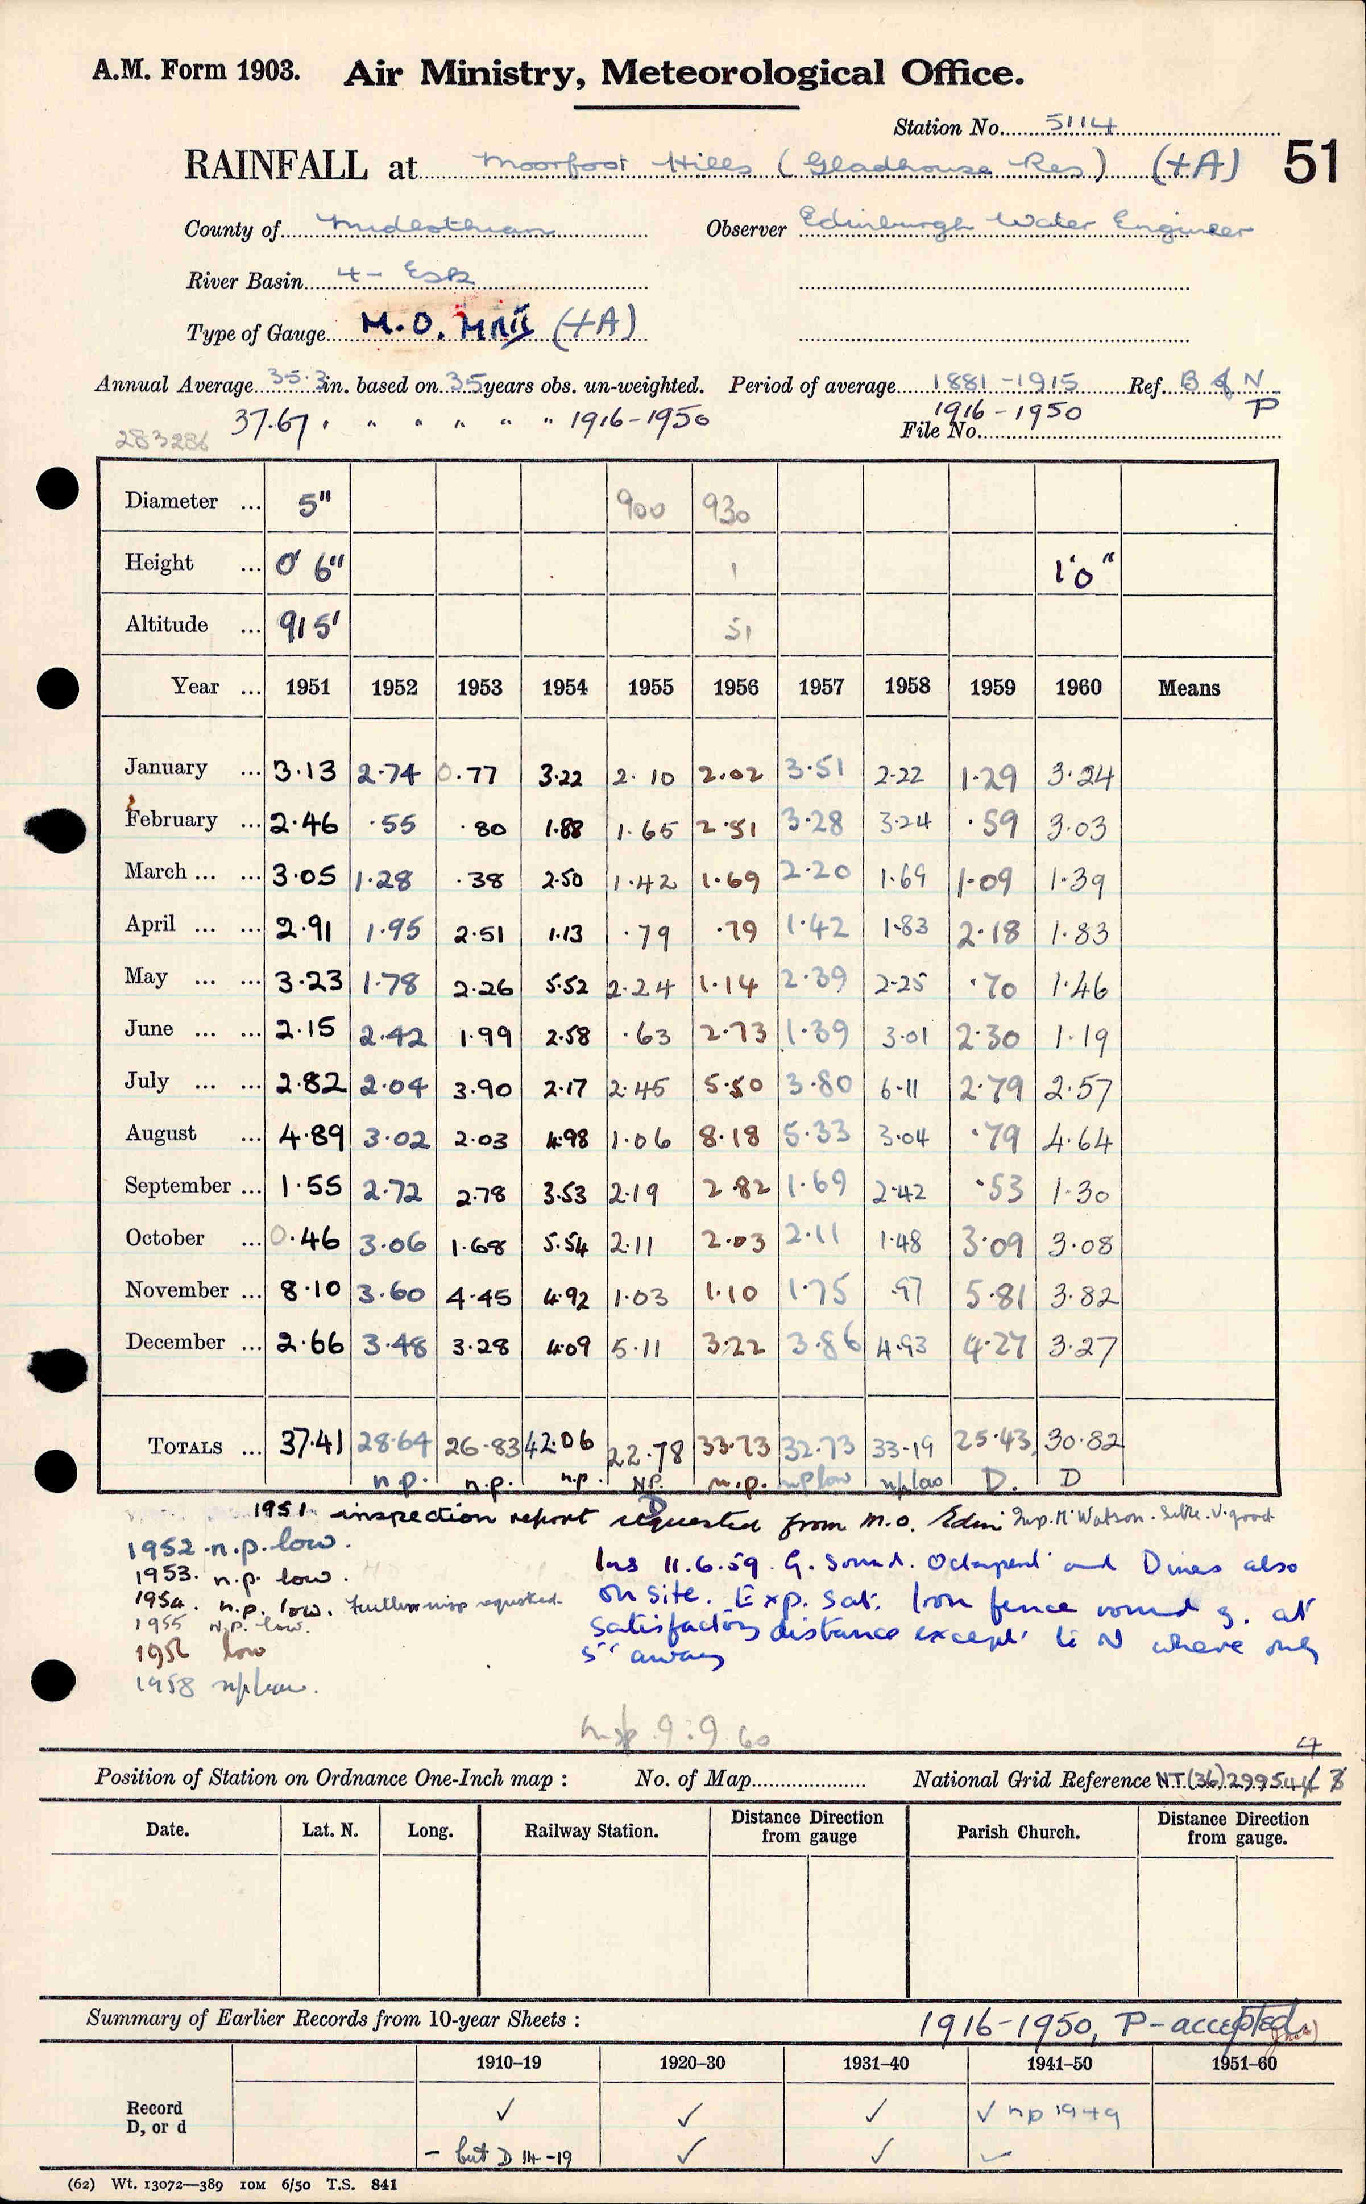 A.M. Form 1903. Air Ministry, Meteorological Office.
Station No. 5114
RAINFALL at Moorfoot Hills (Gladhouse Res) (+A) 51
County of Midlothian Observer Edinburgh Water Engineer
River Basin 4 - Esk
Type of Gauge M.O. MKII (+A)
Annual Average 35.3 in. based on 35 years obs. un-weighted. Period of average 1881-1915 Ref. B & N
37.67 " " " " " " 1916-1950 1916-1950 P
File No.
283286
Diameter ... 5" 900 930
Height ... 0' 6" 1 1'0"
Altitude ... 915' 51
Year ... 1951 1952 1953 1954 1955 1956 1957 1958 1959 1960 Means
January ... 3.13 2.74 0.77 3.22 2.10 2.02 3.51 2.22 1.29 3.24
February ... 2.46 .55 .80 1.88 1.65 2.51 3.28 3.24 .59 3.03
March ... ... 3.05 1.28 .38 2.50 1.42 1.69 2.20 1.69 1.09 1.39
April ... ... 2.91 1.95 2.51 1.13 .79 .79 1.42 1.83 2.18 1.83
May ... ... 3.23 1.78 2.26 5.52 2.24 1.14 2.39 2.25 .70 1.46
June ... ... 2.15 2.42 1.99 2.58 .63 2.73 1.39 3.01 2.30 1.19
July ... ... 2.82 2.04 3.90 2.17 2.45 5.50 3.80 6.11 2.79 2.57
August ... 4.89 3.02 2.03 4.98 1.06 8.18 5.33 3.04 .79 4.64
September ... 1.55 2.72 2.78 3.53 2.19 2.82 1.69 2.42 .53 1.30
October ... 0.46 3.06 1.68 5.54 2.11 2.03 2.11 1.48 3.09 3.08
November ... 8.10 3.60 4.45 4.92 1.03 1.10 1.75 .97 5.81 3.82
December ... 2.66 3.48 3.28 4.09 5.11 3.22 3.86 4.93 4.27 3.27
TOTALS ... 37.41 28.64 26.83 42.06 22.78 33.73 32.73 33.19 25.43 30.82
n.p. n.p. n.p. N.P. n.p. np low np low D. D
D
1951 inspection report requested from M.O. Edin Insp. Mr Watson. Site. V. good
1952 n.p. low.
1953. n.p. low.
1954. n.p. low. Further insp requested.
1955 N.P. low.
1956 low
1958 np low.
Ins 11.6.59. G. sound. Octapent and Dines also
on site. Exp. Sat. Iron fence round g. at
satisfactory distance except to N where only
5" away
Insp. 9.9.60
Position of Station on Ordnance One-Inch map : No. of Map National Grid Reference NT(36)
Date. Lat. N. Long. Railway Station. Distance Direction from gauge Parish Church. Distance Direction from gauge.
Summary of Earlier Records from 10-year Sheets : 1916-1950, P-accepted
1910-19 1920-30 1931-40 1941-50 1951-60
Record ✓ ✓ ✓ ✓ np 1949
D, or d - but D 14-19 ✓ ✓ ✓
(62) Wt. 13072—389 10M 6/50 T.S. 841